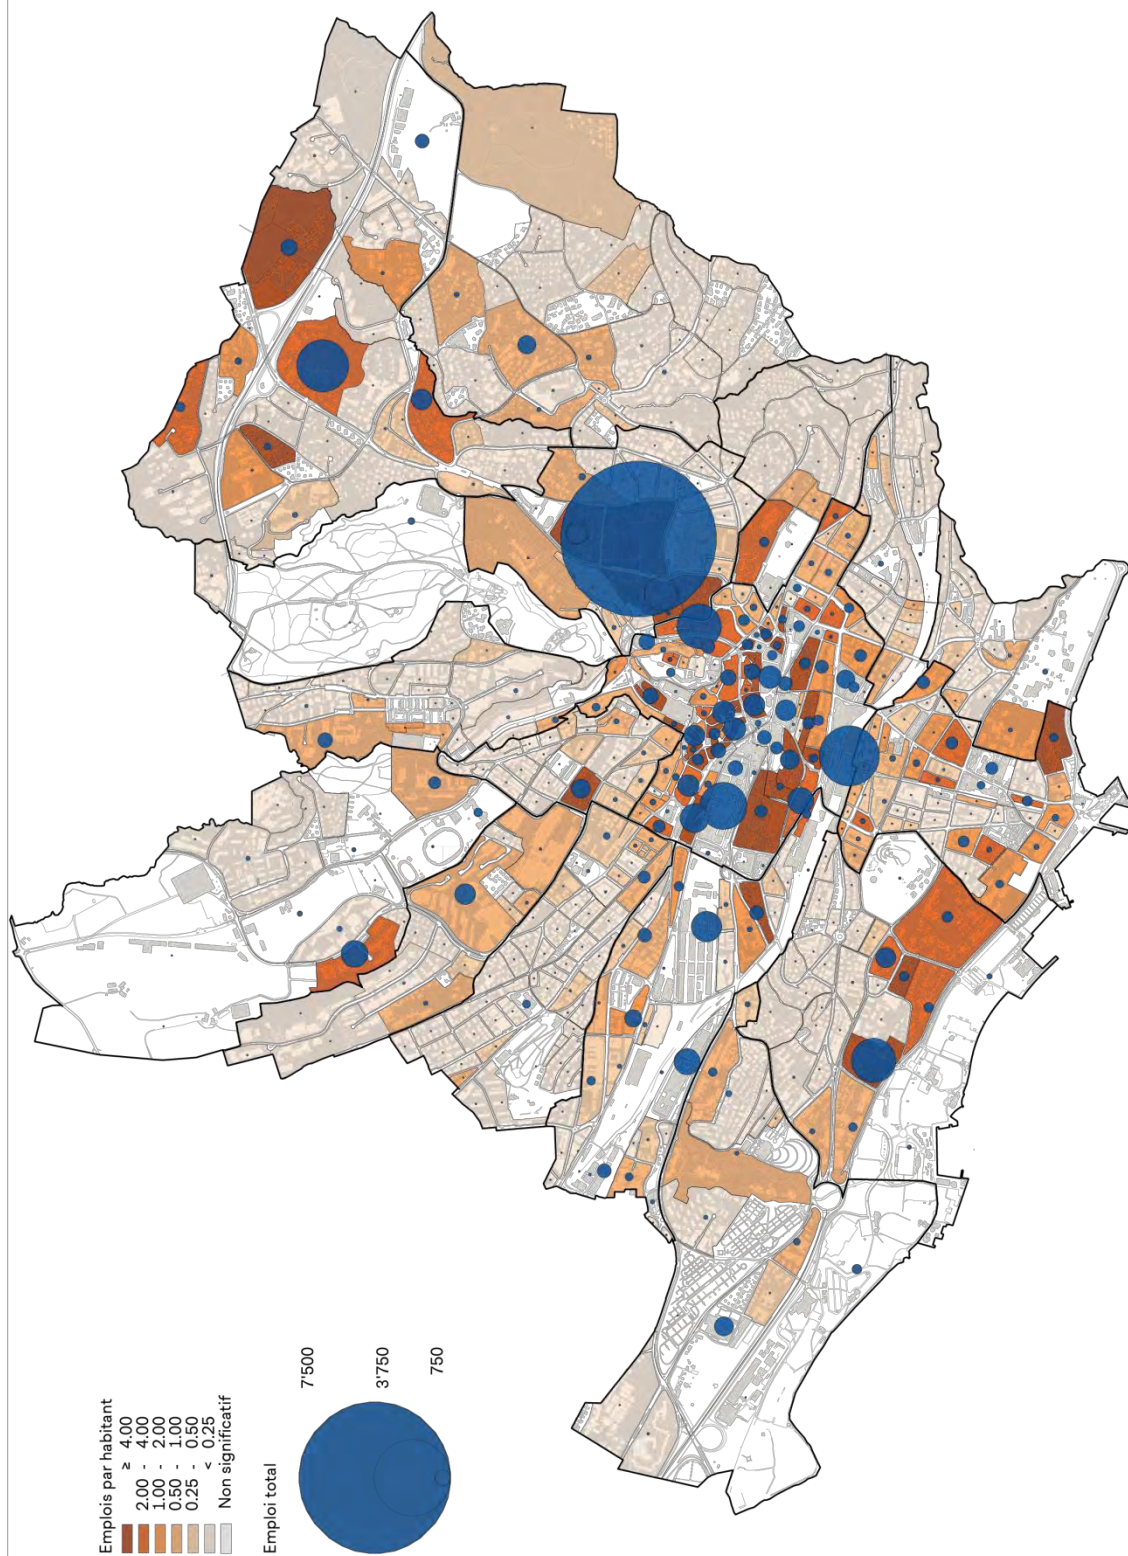 Emplois par habitant
≥ 4.00
2.00 - 4.00
1.00 - 2.00
0.50 - 1.00
0.25 - 0.50
< 0.25
Non significatif
Emploi total
7'500
3'750
750